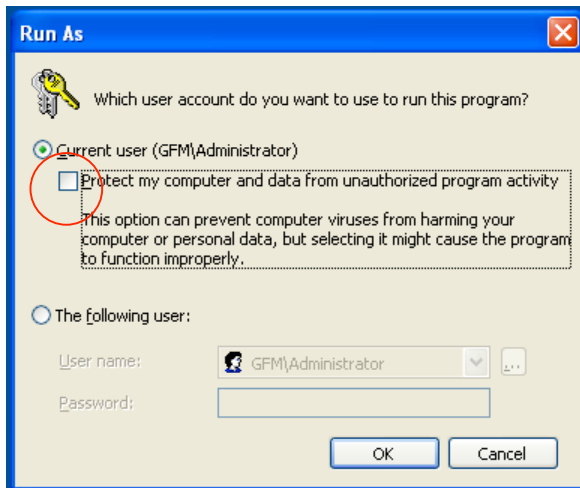 Run As
Which user account do you want to use to run this program?
Current user (GFM\Administrator)
Protect my computer and data from unauthorized program activity
This option can prevent computer viruses from harming your
computer or personal data, but selecting it might cause the program
to function improperly.
The following user:
User name:
GFM\Administrator
...
Password:
OK
Cancel